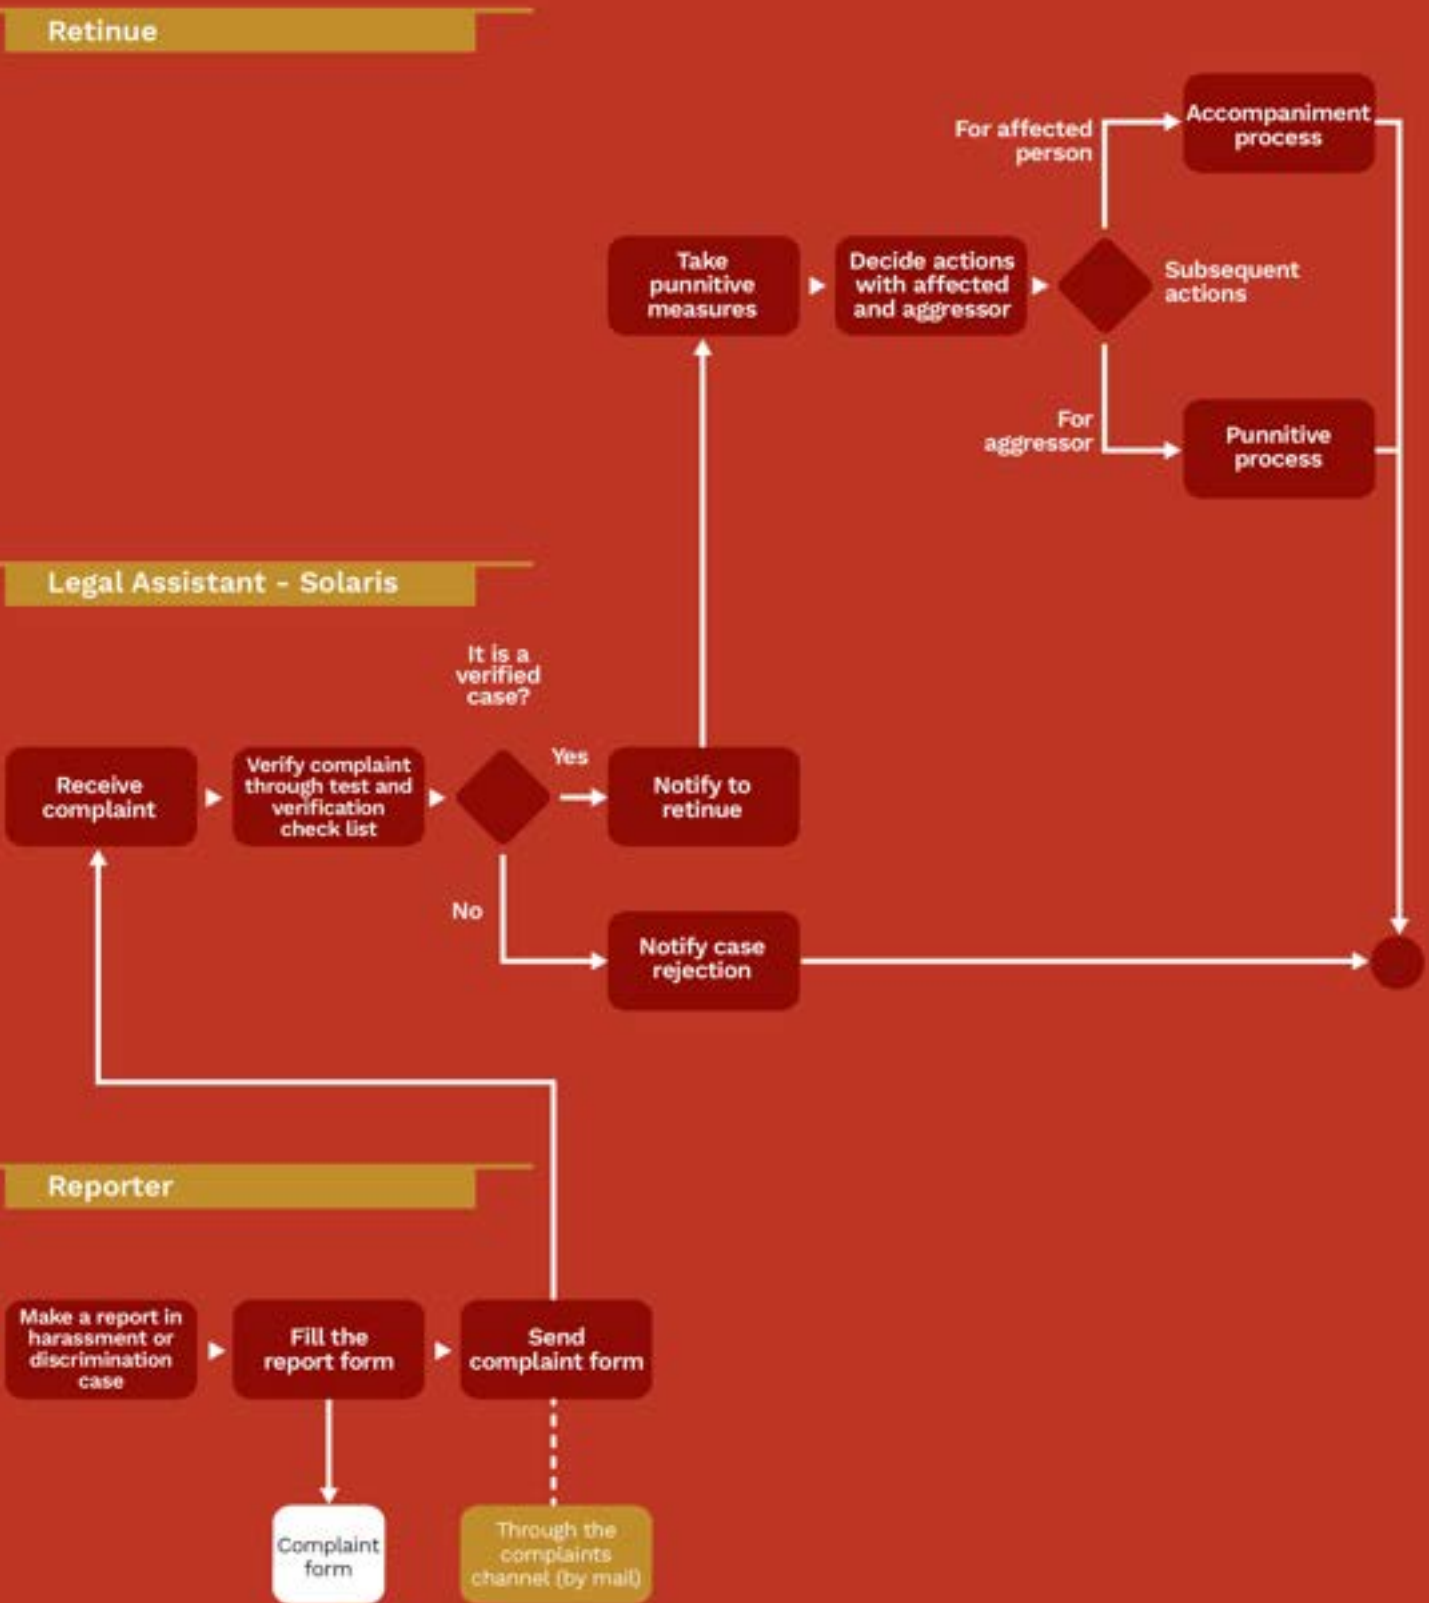 Retinue
Accompaniment
process
For affected
person
Take
punnitive
measures
Decide actions
with affected
and aggressor
Subsequent
actions
For
aggressor
Punnitive
process
Legal Assistant - Solaris
It is a
verified
case?
Receive
complaint
Verify complaint
through test and
verification
check list
Yes
Notify to
retinue
No
Notify case
rejection
Reporter
Make a report in
harassment or
discrimination
case
Fill the
report form
Send
complaint form
Complaint
form
Through the
complaints
channel (by mail)